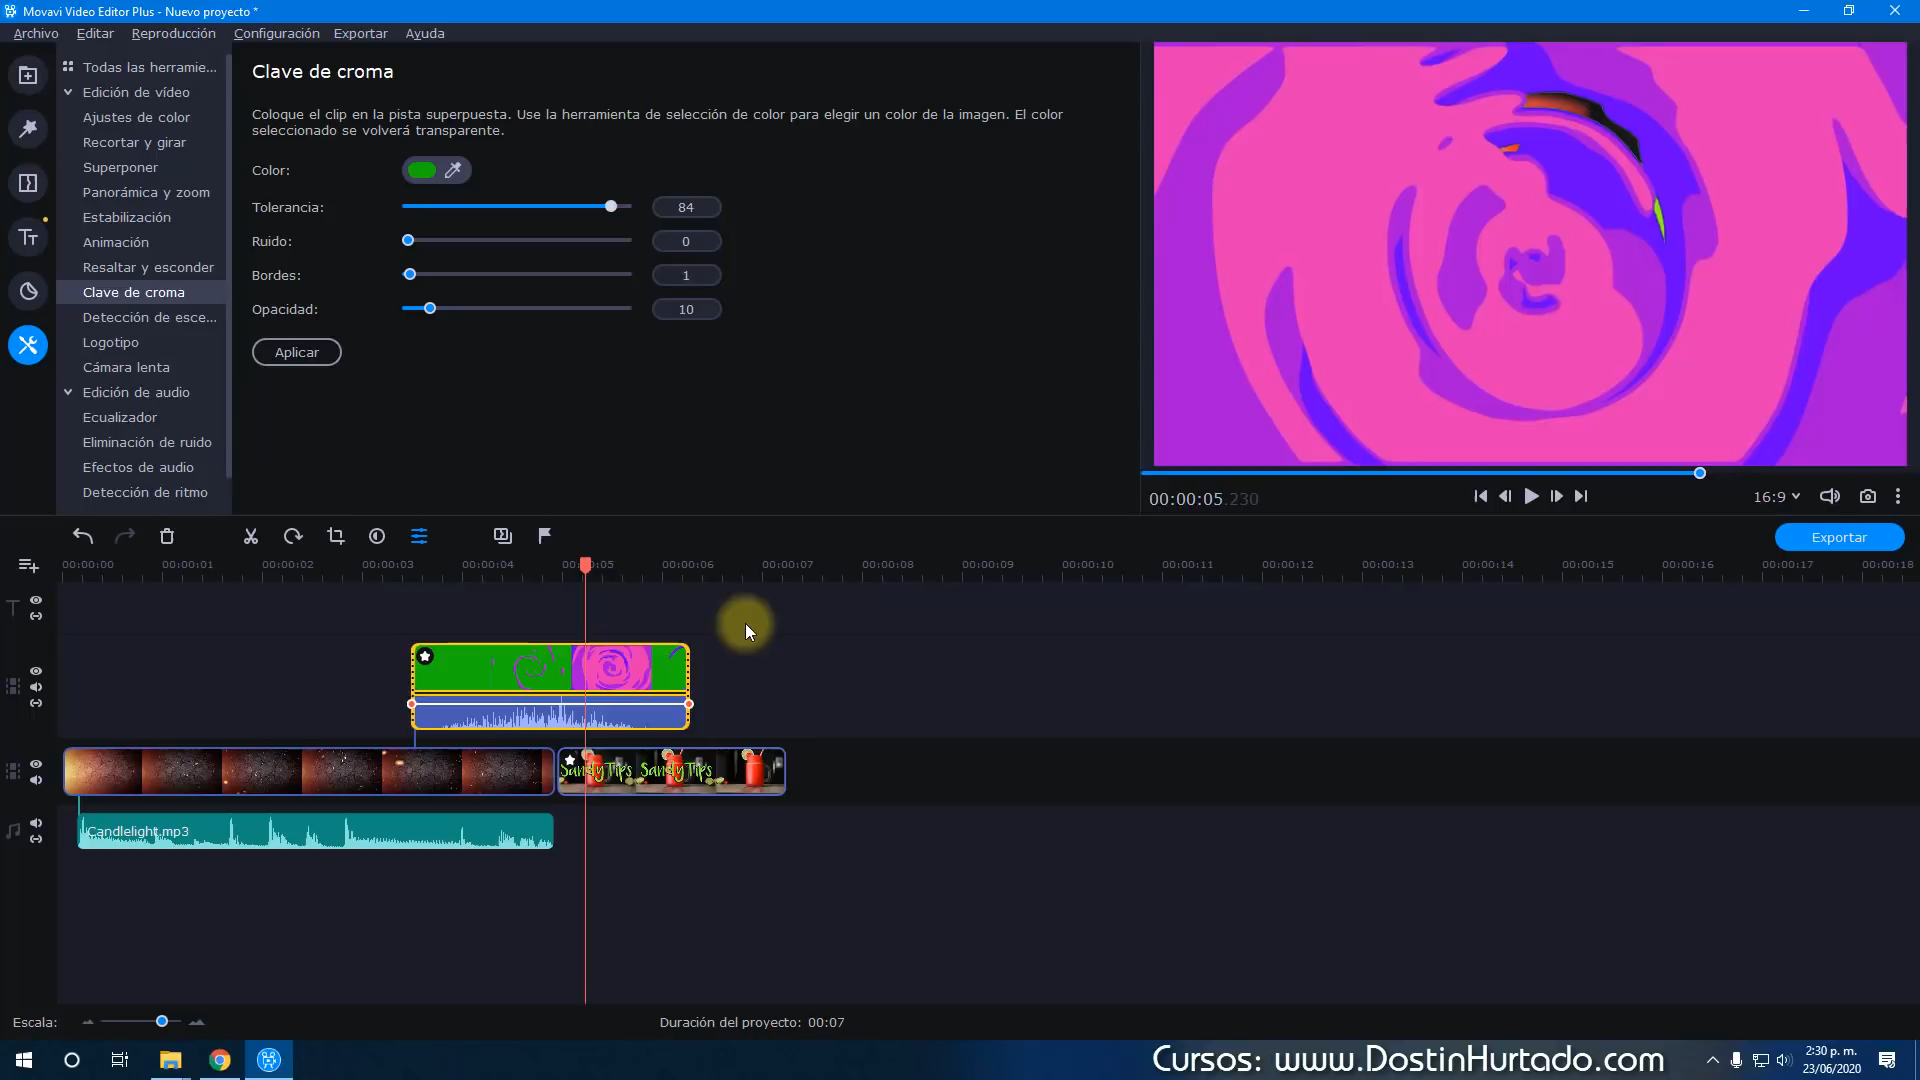 Movavi Video Editor Plus - Nuevo proyecto *
Archivo Editar Reproducción Configuración Exportar Ayuda
Todas las herramie...
Edición de vídeo
Ajustes de color
Recortar y girar
Superponer
Panorámica y zoom
Estabilización
Animación
Resaltar y esconder
Clave de croma
Detección de esce...
Logotipo
Cámara lenta
Edición de audio
Ecualizador
Eliminación de ruido
Efectos de audio
Detección de ritmo
Clave de croma
Coloque el clip en la pista superpuesta. Use la herramienta de selección de color para elegir un color de la imagen. El color
seleccionado se volverá transparente.
Color:
Tolerancia: 84
Ruido: 0
Bordes: 1
Opacidad: 10
Aplicar
00:00:05.230
16:9
Exportar
00:00:00 00:00:01 00:00:02 00:00:03 00:00:04 00:00:05 00:00:06 00:00:07 00:00:08 00:00:09 00:00:10 00:00:11 00:00:12 00:00:13 00:00:14 00:00:15 00:00:16 00:00:17 00:00:18
SandyTips SandyTips
Candlelight.mp3
Escala:
Duración del proyecto: 00:07
Cursos: www.DostinHurtado.com
2:30 p. m.
23/06/2020